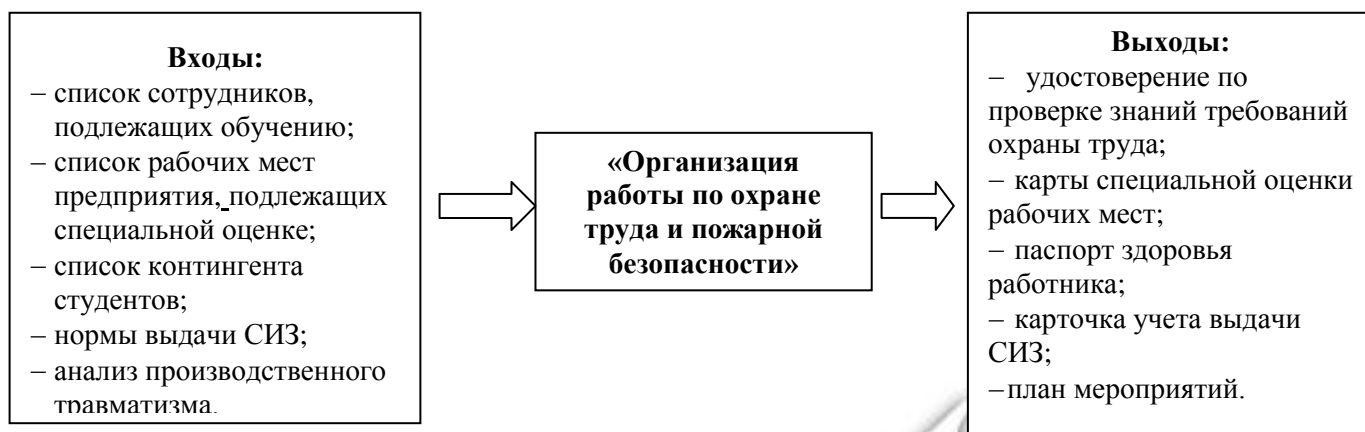 Входы:
– список сотрудников,
подлежащих обучению;
– список рабочих мест
предприятия, подлежащих
специальной оценке;
– список контингента
студентов;
– нормы выдачи СИЗ;
– анализ производственного
травматизма.
«Организация
работы по охране
труда и пожарной
безопасности»
Выходы:
– удостоверение по
проверке знаний требований
охраны труда;
– карты специальной оценки
рабочих мест;
– паспорт здоровья
работника;
– карточка учета выдачи
СИЗ;
–план мероприятий.